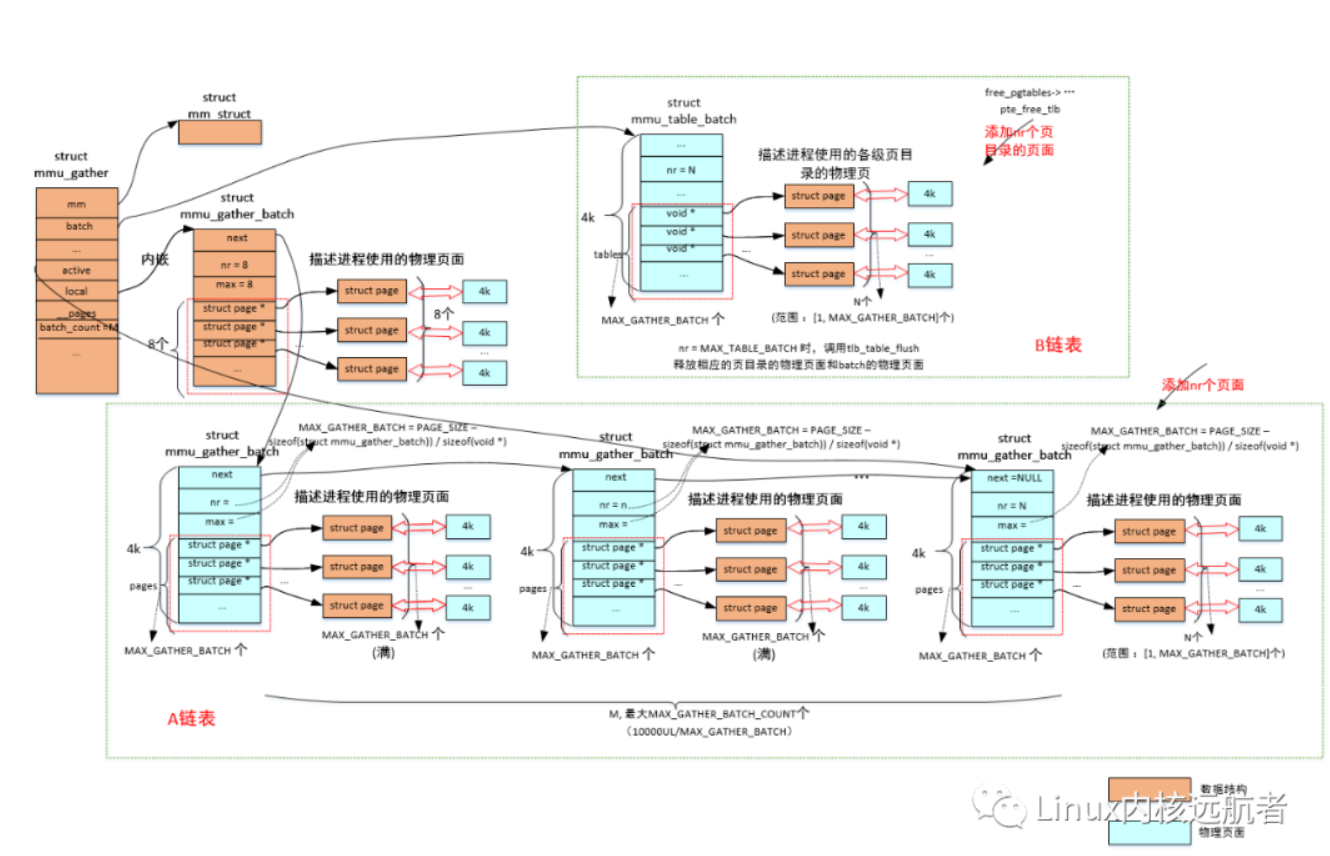 struct
mm_struct
struct
mmu_gather
mm
batch
...
active
local
__pages
batch_count =M
...
内嵌
struct
mmu_gather_batch
next
nr = 8
max = 8
struct page *
struct page *
struct page *
...
8个
描述进程使用的物理页面
struct page
4k
struct page
4k
...
struct page
4k
8个
...
struct
mmu_table_batch
...
nr = N
...
void *
void *
void *
...
4k
tables
MAX_GATHER_BATCH 个
描述进程使用的各级页目
录的物理页
struct page
4k
struct page
4k
...
struct page
4k
...
N个
(范围 :  [1, MAX_GATHER_BATCH]个)
nr = MAX_TABLE_BATCH 时，调用tlb_table_flush
释放相应的页目录的物理页面和batch的物理页面
free_pgtables-> ···
pte_free_tlb
添加nr个页
目录的页面
B链表
添加nr个页面
struct
mmu_gather_batch
next
nr =
max =
struct page *
struct page *
struct page *
...
4k
pages
MAX_GATHER_BATCH 个
MAX_GATHER_BATCH = PAGE_SIZE –
sizeof(struct mmu_gather_batch)) / sizeof(void *)
描述进程使用的物理页面
struct page
4k
struct page
4k
...
struct page
4k
...
MAX_GATHER_BATCH 个
(满)
struct
mmu_gather_batch
next
nr = n
max =
struct page *
struct page *
struct page *
...
4k
pages
MAX_GATHER_BATCH 个
MAX_GATHER_BATCH = PAGE_SIZE –
sizeof(struct mmu_gather_batch)) / sizeof(void *)
描述进程使用的物理页面
struct page
4k
struct page
4k
...
struct page
4k
...
MAX_GATHER_BATCH 个
(满)
...
struct
mmu_gather_batch
next =NULL
nr = N
max =
struct page *
struct page *
struct page *
...
4k
pages
MAX_GATHER_BATCH 个
MAX_GATHER_BATCH = PAGE_SIZE –
sizeof(struct mmu_gather_batch)) / sizeof(void *)
描述进程使用的物理页面
struct page
4k
struct page
4k
...
struct page
4k
...
N个
(范围 :  [1, MAX_GATHER_BATCH]个)
A链表
M, 最大MAX_GATHER_BATCH_COUNT个
（10000UL/MAX_GATHER_BATCH）
数据结构
Linux内核远航者
物理页面